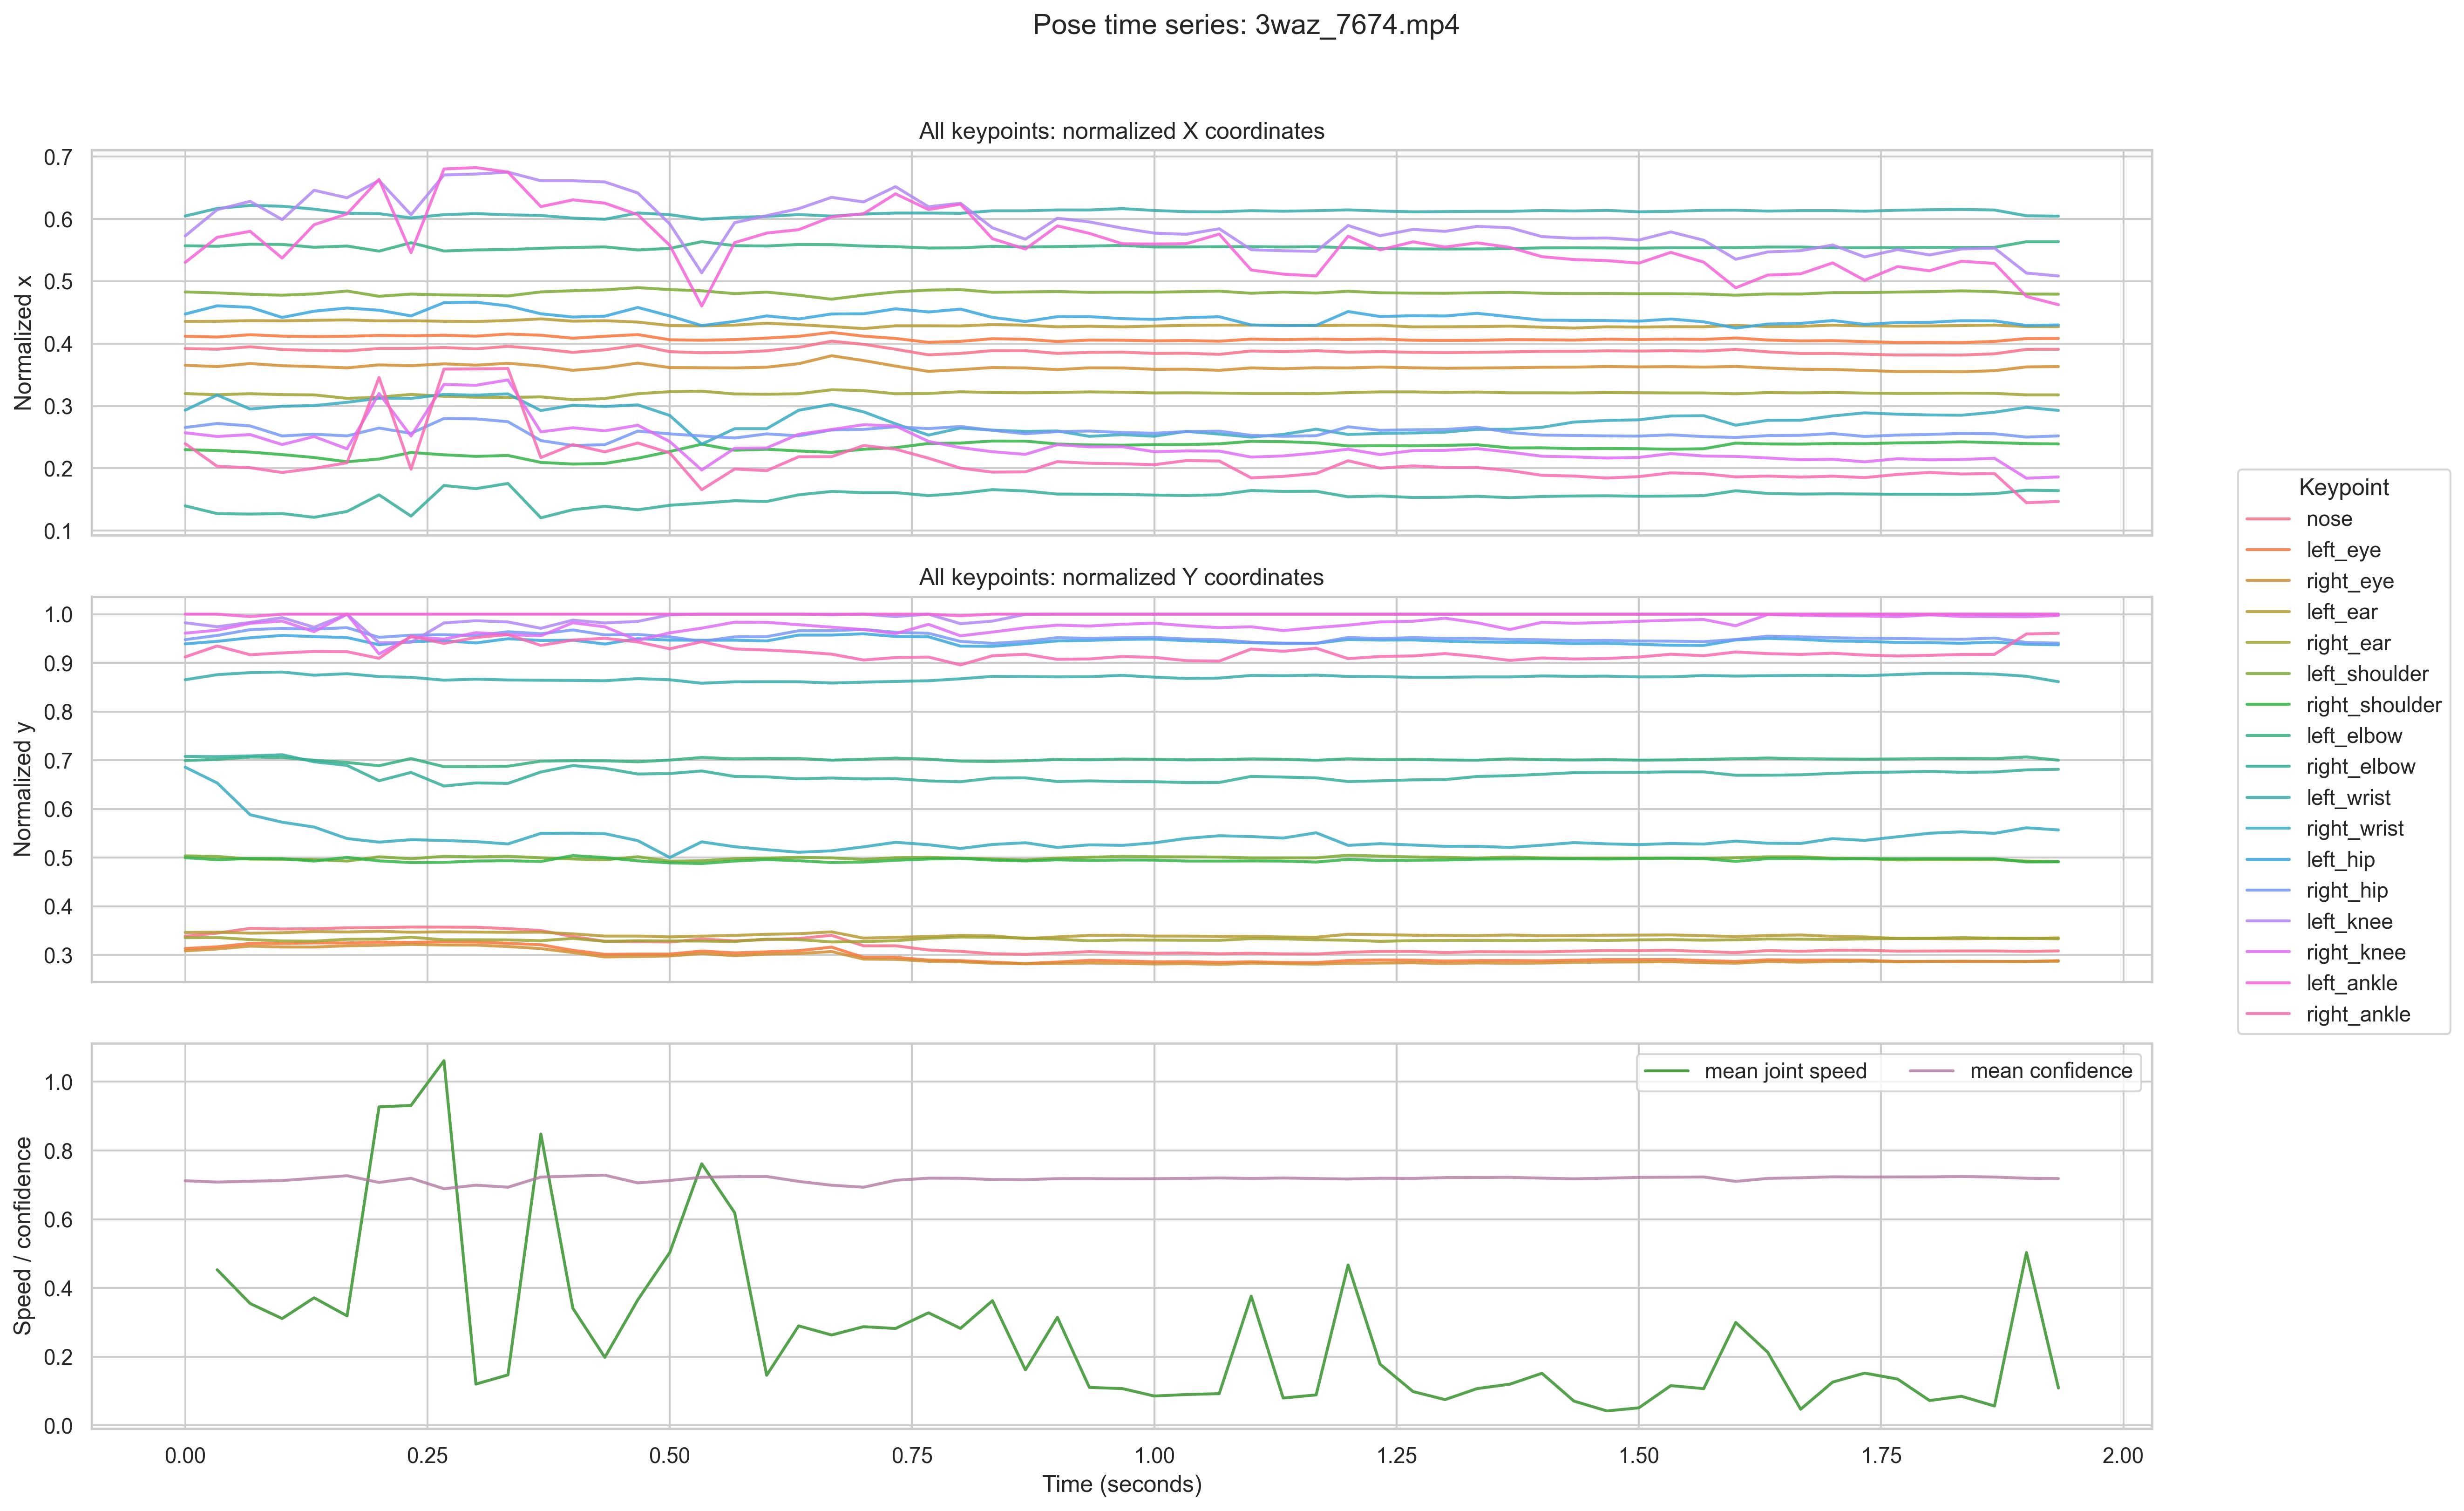 Pose time series: 3waz_7674.mp4
All keypoints: normalized X coordinates
Normalized x
0.7
0.6
0.5
0.4
0.3
0.2
0.1
All keypoints: normalized Y coordinates
Normalized y
1.0
0.9
0.8
0.7
0.6
0.5
0.4
0.3
Keypoint
nose
left_eye
right_eye
left_ear
right_ear
left_shoulder
right_shoulder
left_elbow
right_elbow
left_wrist
right_wrist
left_hip
right_hip
left_knee
right_knee
left_ankle
right_ankle
mean joint speed
mean confidence
Speed / confidence
1.0
0.8
0.6
0.4
0.2
0.0
0.00 0.25 0.50 0.75 1.00 1.25 1.50 1.75 2.00
Time (seconds)